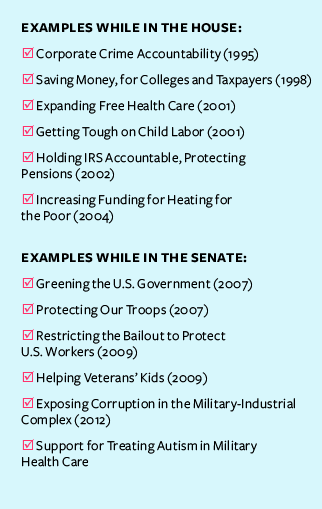 EXAMPLES WHILE IN THE HOUSE:
☑ Corporate Crime Accountability (1995)
☑ Saving Money, for Colleges and Taxpayers (1998)
☑ Expanding Free Health Care (2001)
☑ Getting Tough on Child Labor (2001)
☑ Holding IRS Accountable, Protecting
Pensions (2002)
☑ Increasing Funding for Heating for
the Poor (2004)
EXAMPLES WHILE IN THE SENATE:
☑ Greening the U.S. Government (2007)
☑ Protecting Our Troops (2007)
☑ Restricting the Bailout to Protect
U.S. Workers (2009)
☑ Helping Veterans’ Kids (2009)
☑ Exposing Corruption in the Military-Industrial
Complex (2012)
☑ Support for Treating Autism in Military
Health Care